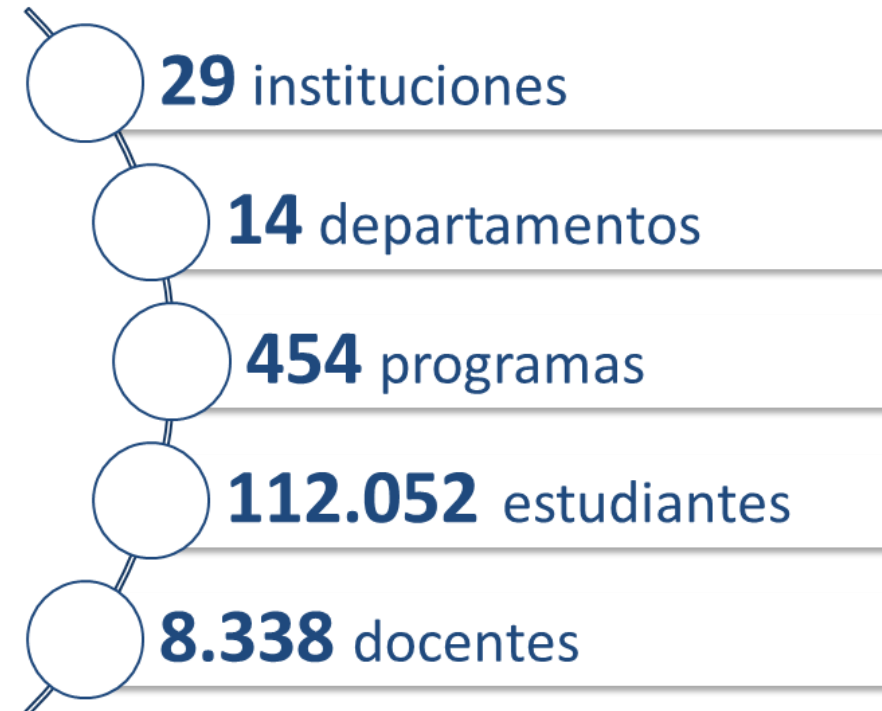 29 instituciones
14 departamentos
454 programas
112.052 estudiantes
8.338 docentes